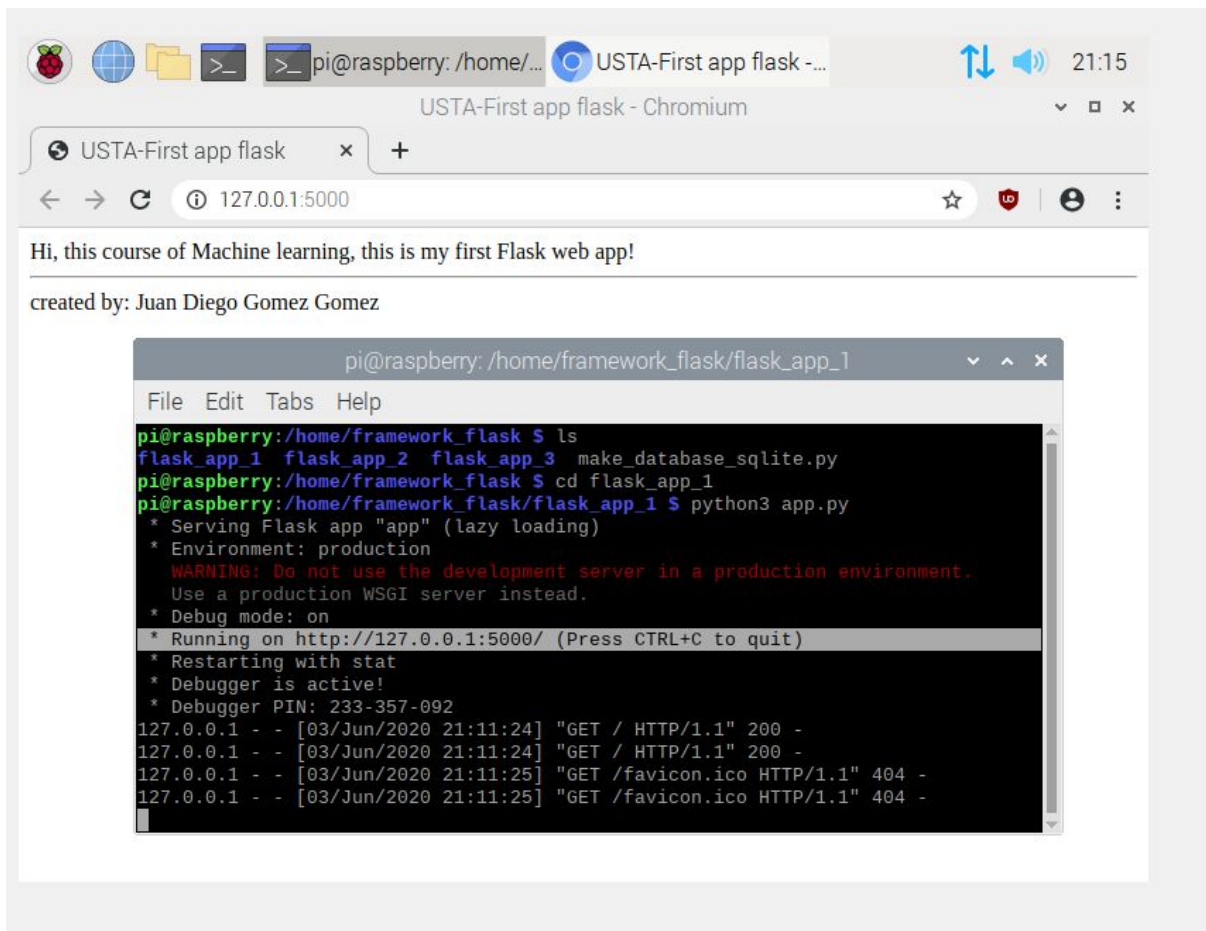 pi@raspberry: /home/... USTA-First app flask -... 21:15
USTA-First app flask - Chromium
USTA-First app flask
127.0.0.1:5000
Hi, this course of Machine learning, this is my first Flask web app!
created by: Juan Diego Gomez Gomez
pi@raspberry: /home/framework_flask/flask_app_1
File Edit Tabs Help
pi@raspberry:/home/framework_flask $ ls
flask_app_1 flask_app_2 flask_app_3 make_database_sqlite.py
pi@raspberry:/home/framework_flask $ cd flask_app_1
pi@raspberry:/home/framework_flask/flask_app_1 $ python3 app.py
* Serving Flask app "app" (lazy loading)
* Environment: production
WARNING: Do not use the development server in a production environment.
Use a production WSGI server instead.
* Debug mode: on
* Running on http://127.0.0.1:5000/ (Press CTRL+C to quit)
* Restarting with stat
* Debugger is active!
* Debugger PIN: 233-357-092
127.0.0.1 - - [03/Jun/2020 21:11:24] "GET / HTTP/1.1" 200 -
127.0.0.1 - - [03/Jun/2020 21:11:24] "GET / HTTP/1.1" 200 -
127.0.0.1 - - [03/Jun/2020 21:11:25] "GET /favicon.ico HTTP/1.1" 404 -
127.0.0.1 - - [03/Jun/2020 21:11:25] "GET /favicon.ico HTTP/1.1" 404 -